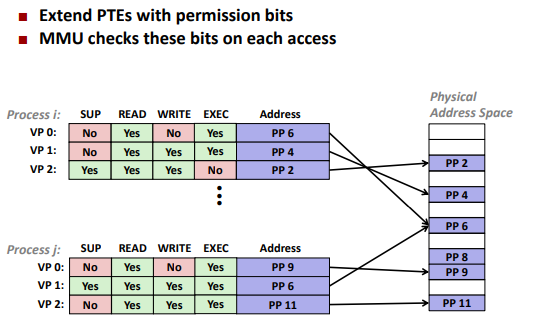 Extend PTEs with permission bits
MMU checks these bits on each access
Physical
Address Space
Process i: SUP READ WRITE EXEC Address
VP 0: No Yes No Yes PP 6
VP 1: No Yes Yes Yes PP 4
VP 2: Yes Yes Yes No PP 2
PP 2
PP 4
PP 6
PP 8
PP 9
PP 11
Process j: SUP READ WRITE EXEC Address
VP 0: No Yes No Yes PP 9
VP 1: Yes Yes Yes Yes PP 6
VP 2: No Yes Yes Yes PP 11